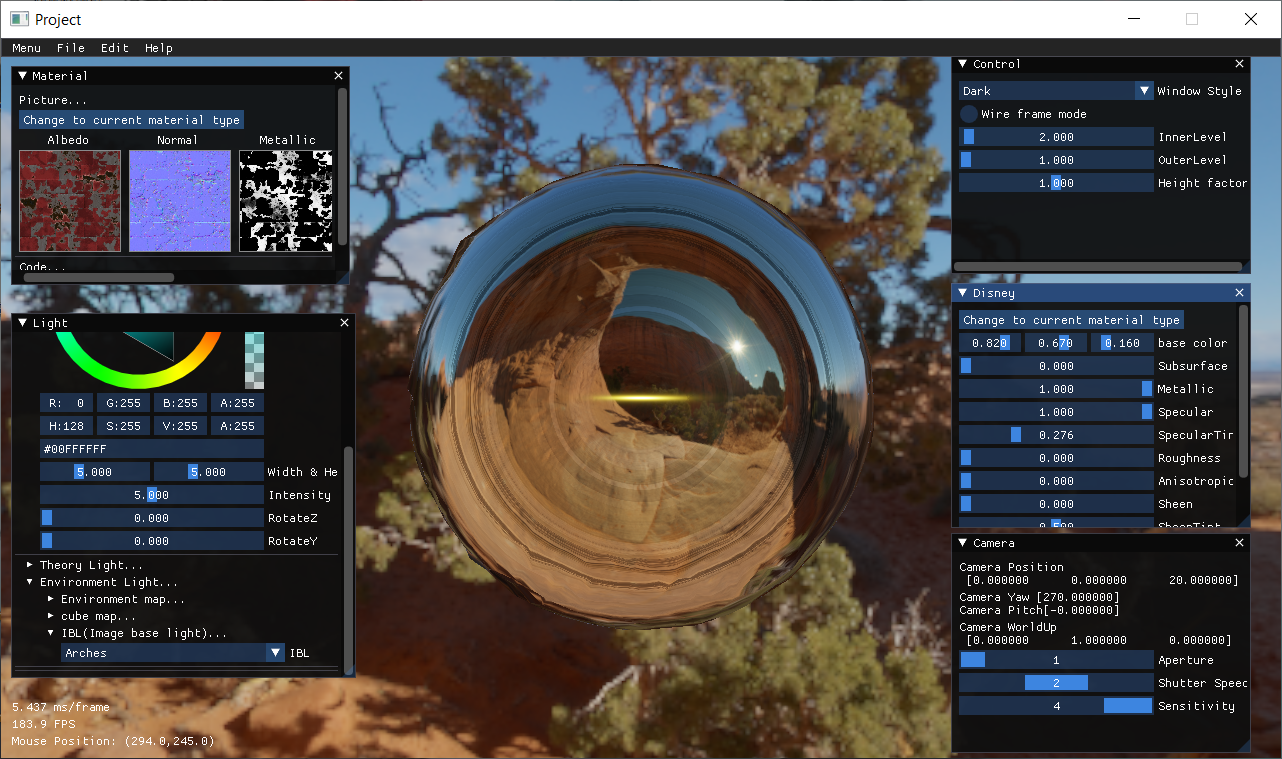 Project
Menu File Edit Help
Material
Picture...
Change to current material type
Albedo Normal Metallic
Code...
Light
R: 0 G:255 B:255 A:255
H:128 S:255 V:255 A:255
#00FFFFFF
5.000 5.000 Width & He
5.000 Intensity
0.000 RotateZ
0.000 RotateY
Theory Light...
Environment Light...
Environment map...
cube map...
IBL(Image base light)...
Arches IBL
5.437 ms/frame
183.9 FPS
Mouse Position: (294.0,245.0)
Control
Dark Window Style
Wire frame mode
2.000 InnerLevel
1.000 OuterLevel
1.000 Height factor
Disney
Change to current material type
0.820 0.670 0.160 base color
0.000 Subsurface
1.000 Metallic
1.000 Specular
0.276 SpecularTir
0.000 Roughness
0.000 Anisotropic
0.000 Sheen
0.500 SheenTint
Camera
Camera Position
[0.000000 0.000000 20.000000]
Camera Yaw [270.000000]
Camera Pitch[-0.000000]
Camera WorldUp
[0.000000 1.000000 0.000000]
1 Aperture
2 Shutter Speec
4 Sensitivity